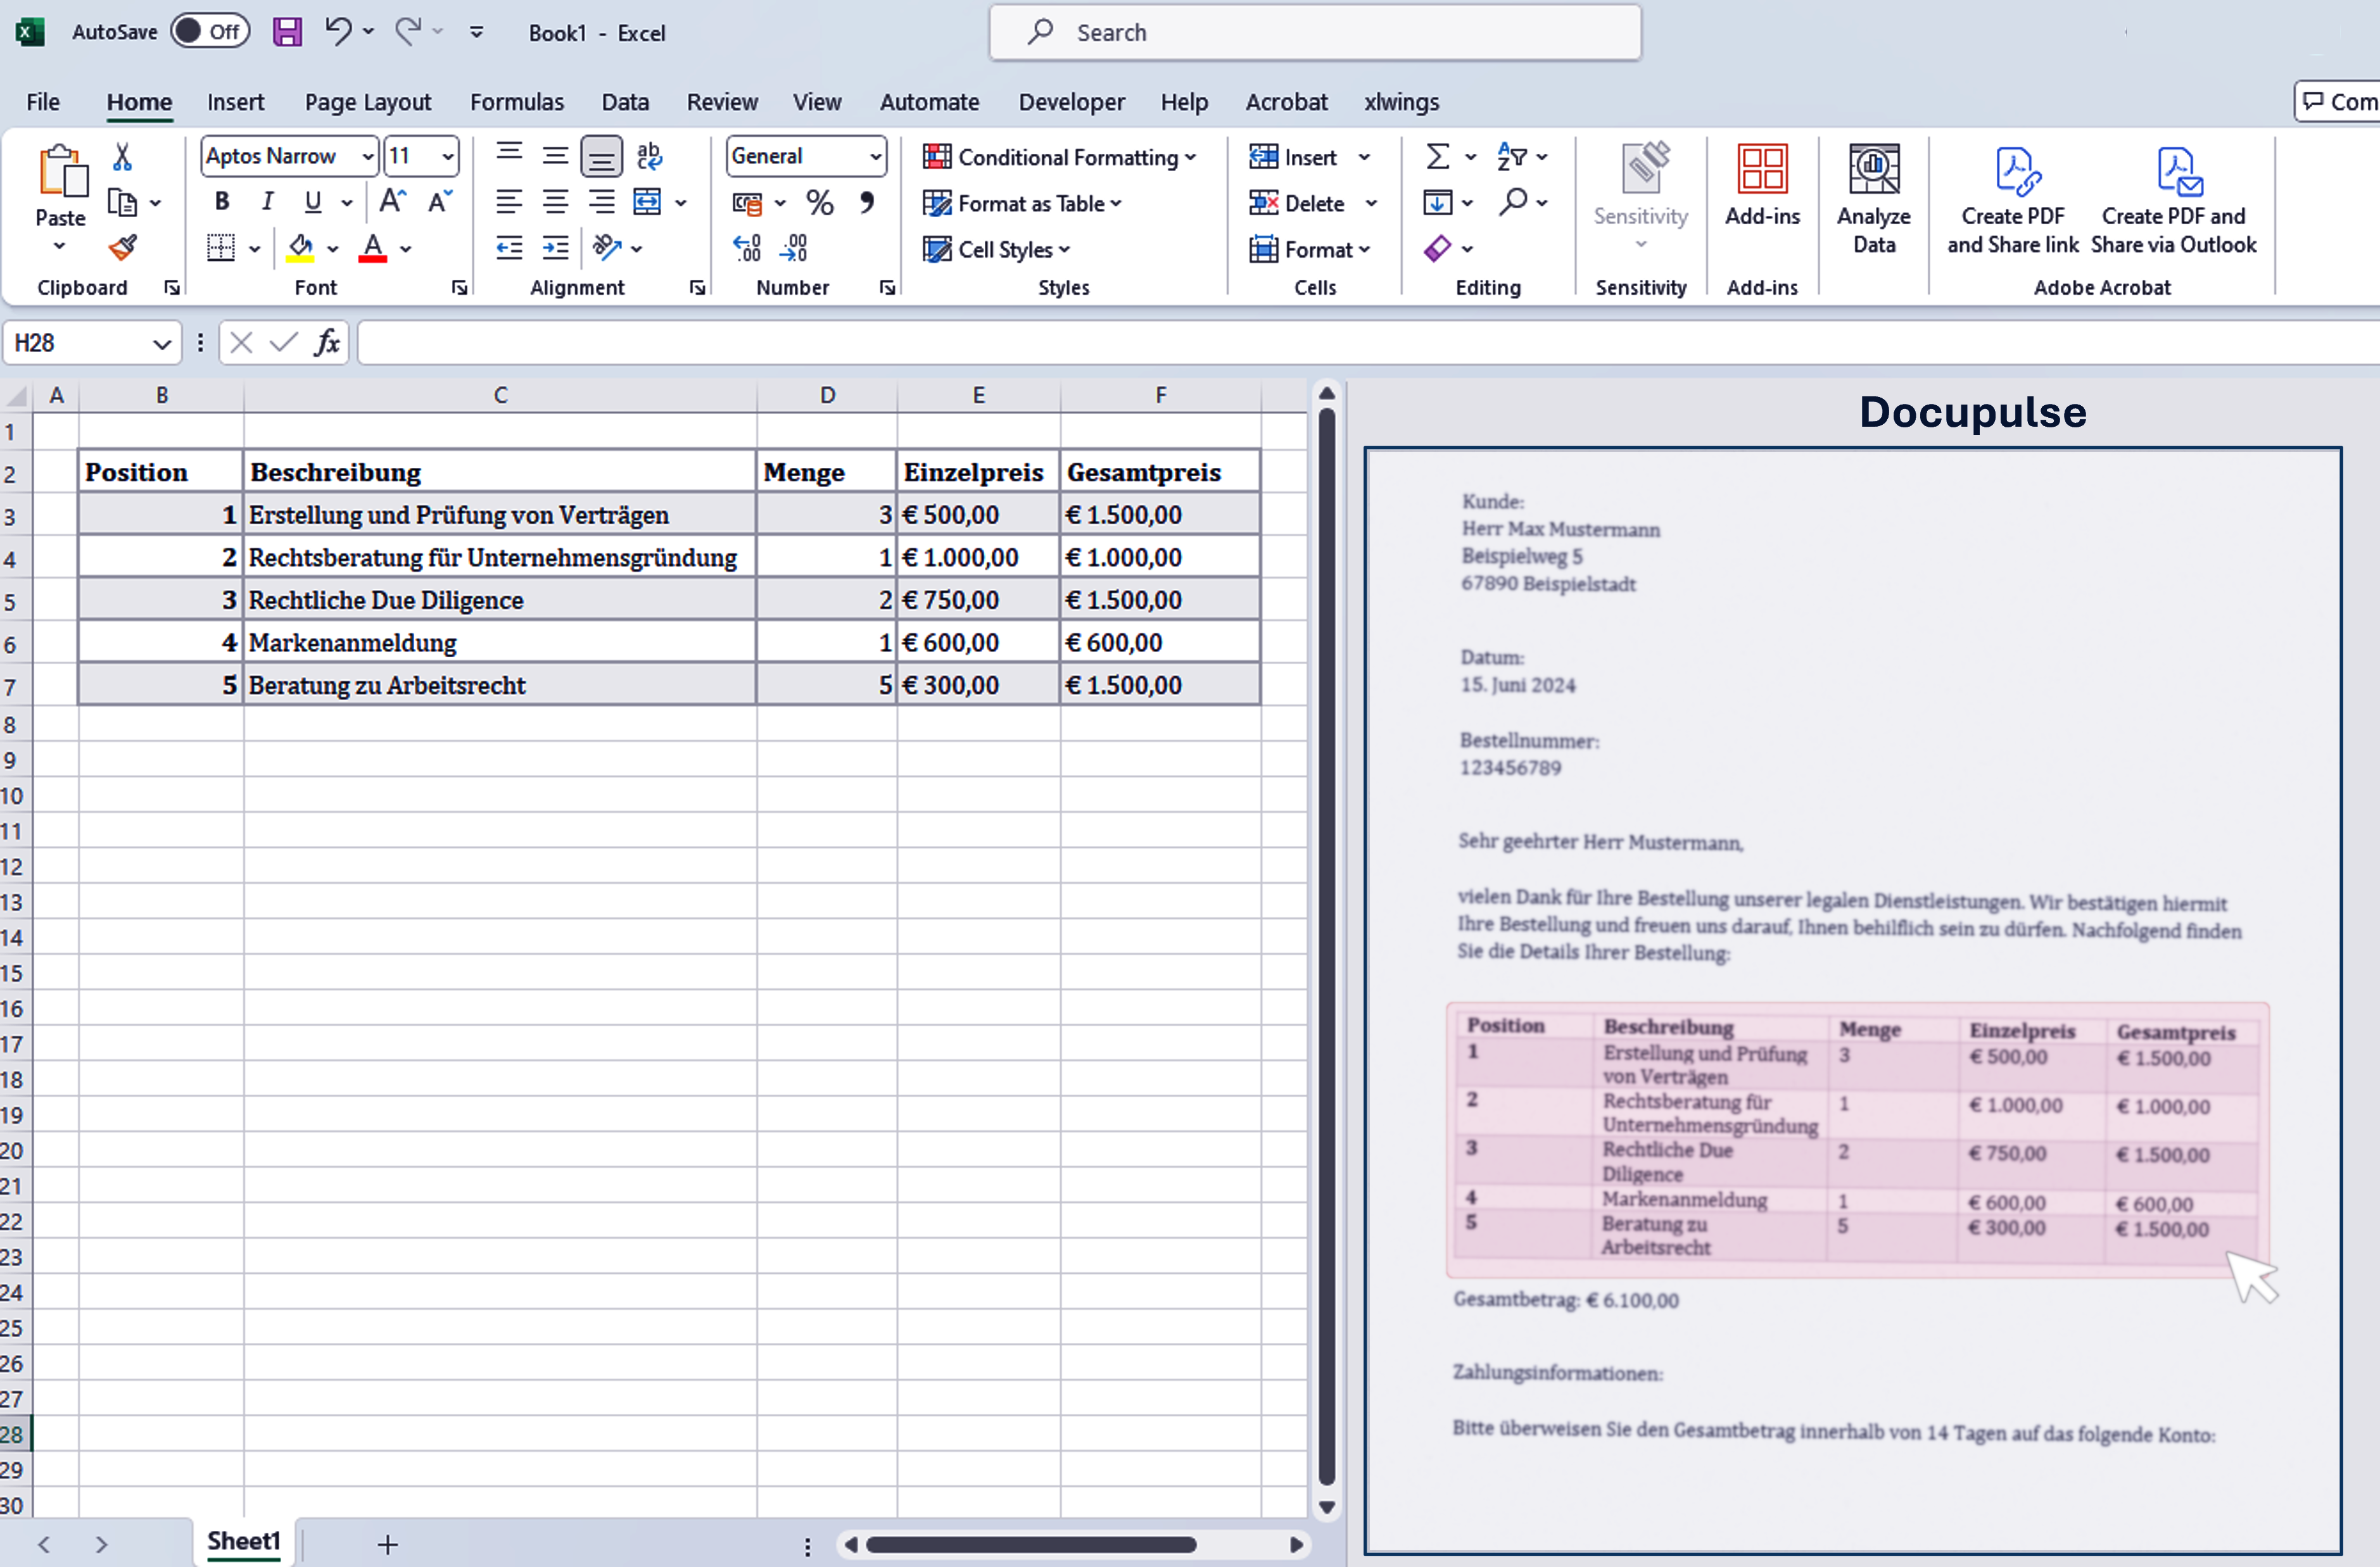 AutoSave Off Book1 - Excel Search
File Home Insert Page Layout Formulas Data Review View Automate Developer Help Acrobat xlwings
Paste
Clipboard
Aptos Narrow 11
B I U A A
A
Font
ab
Alignment
General
% 9
.00 .00
Number
Conditional Formatting
Format as Table
Cell Styles
Styles
Insert
Delete
Format
Cells
Editing
Sensitivity
Sensitivity
Add-ins
Add-ins
Analyze
Data
Create PDF
and Share link
Create PDF and
Share via Outlook
Adobe Acrobat
H28 fx
A B C D E F
1
2 Position Beschreibung Menge Einzelpreis Gesamtpreis
3 1 Erstellung und Prüfung von Verträgen 3 € 500,00 € 1.500,00
4 2 Rechtsberatung für Unternehmensgründung 1 € 1.000,00 € 1.000,00
5 3 Rechtliche Due Diligence 2 € 750,00 € 1.500,00
6 4 Markenanmeldung 1 € 600,00 € 600,00
7 5 Beratung zu Arbeitsrecht 5 € 300,00 € 1.500,00
8
9
10
11
12
13
14
15
16
17
18
19
20
21
22
23
24
25
26
27
28
29
30
Sheet1
Docupulse
Kunde:
Herr Max Mustermann
Beispielweg 5
67890 Beispielstadt
Datum:
15. Juni 2024
Bestellnummer:
123456789
Sehr geehrter Herr Mustermann,
vielen Dank für Ihre Bestellung unserer legalen Dienstleistungen. Wir bestätigen hiermit
Ihre Bestellung und freuen uns darauf, Ihnen behilflich sein zu dürfen. Nachfolgend finden
Sie die Details Ihrer Bestellung:
Position Beschreibung Menge Einzelpreis Gesamtpreis
1 Erstellung und Prüfung 3 € 500,00 € 1.500,00
von Verträgen
2 Rechtsberatung für 1 € 1.000,00 € 1.000,00
Unternehmensgründung
3 Rechtliche Due 2 € 750,00 € 1.500,00
Diligence
4 Markenanmeldung 1 € 600,00 € 600,00
5 Beratung zu 5 € 300,00 € 1.500,00
Arbeitsrecht
Gesamtbetrag: € 6.100,00
Zahlungsinformationen:
Bitte überweisen Sie den Gesamtbetrag innerhalb von 14 Tagen auf das folgende Konto: